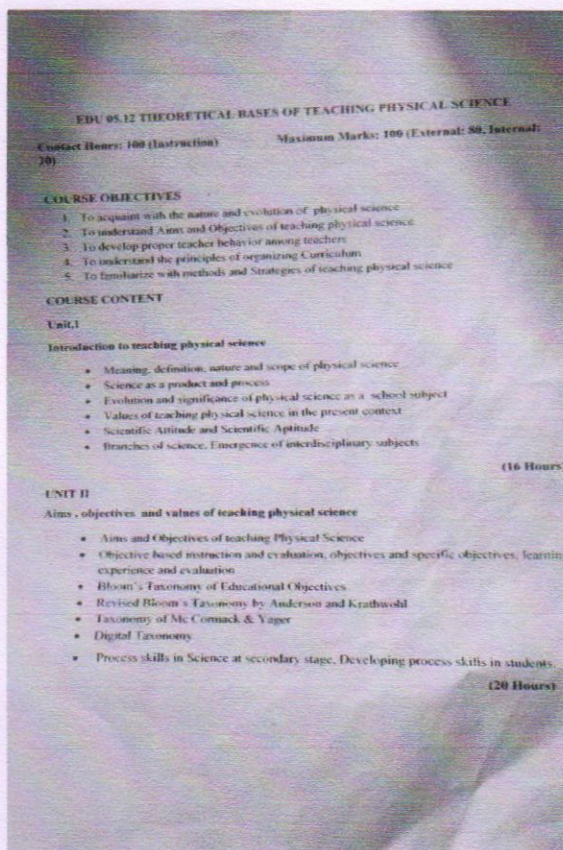 EDU 05.12 THEORETICAL BASES OF TEACHING PHYSICAL SCIENCE
Contact Hours: 100 (Instruction) Maximum Marks: 100 (External: 80, Internal:
20)
COURSE OBJECTIVES
1. To acquaint with the nature and evolution of physical science
2. To understand Aims and Objectives of teaching physical science
3. To develop proper teacher behavior among teachers
4. To understand the principles of organizing Curriculum
5. To familiarize with methods and Strategies of teaching physical science
COURSE CONTENT
Unit,1
Introduction to teaching physical science
• Meaning, definition, nature and scope of physical science
• Science as a product and process
• Evolution and significance of physical science as a school subject
• Values of teaching physical science in the present context
• Scientific Attitude and Scientific Aptitude
• Branches of science, Emergence of interdisciplinary subjects
(16 Hours)
UNIT II
Aims , objectives and values of teaching physical science
• Aims and Objectives of teaching Physical Science
• Objective based instruction and evaluation, objectives and specific objectives, learnin
experience and evaluation
• Bloom's Taxonomy of Educational Objectives
• Revised Bloom's Taxonomy by Anderson and Krathwohl
• Taxonomy of Mc Cormack & Yager
• Digital Taxonomy
• Process skills in Science at secondary stage, Developing process skills in students.
(20 Hours)